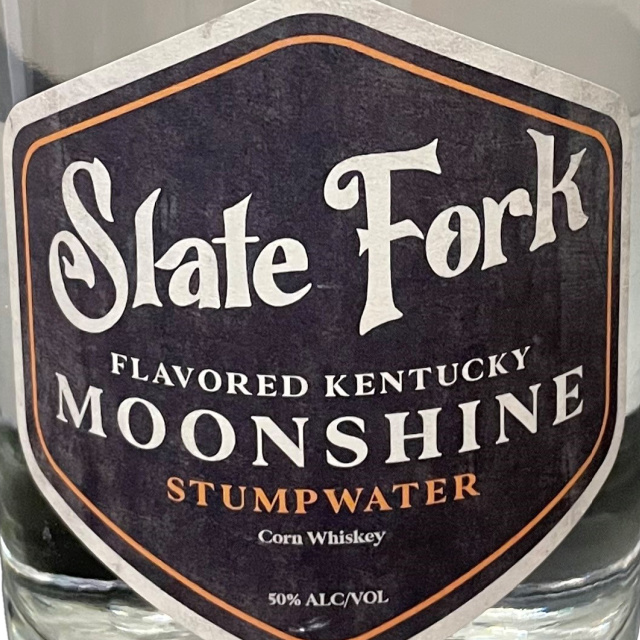 Slate Fork
FLAVORED KENTUCKY
MOONSHINE
STUMPWATER
Corn Whiskey
50% ALC/VOL